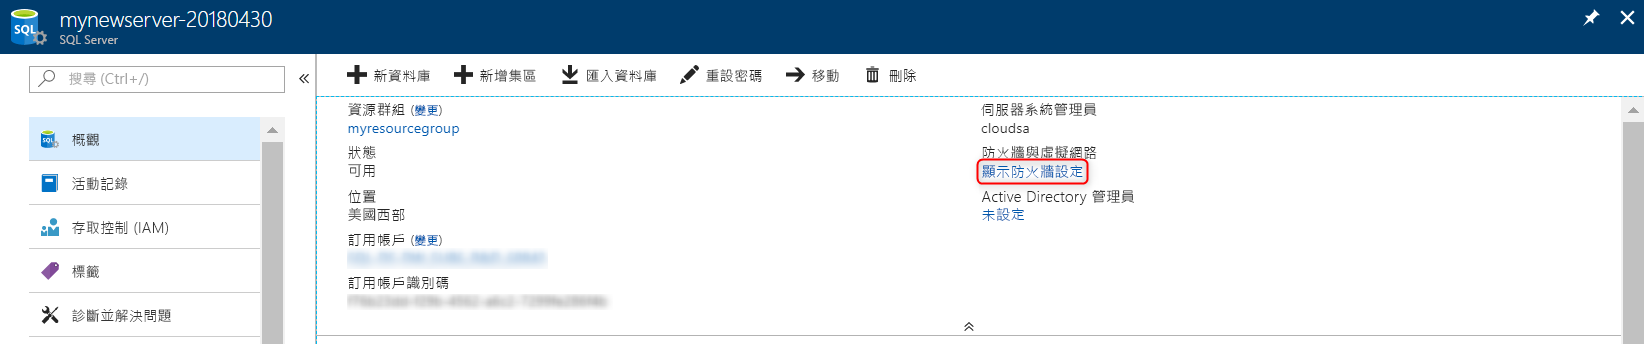 mynewserver-20180430
SQL Server
搜尋 (Ctrl+/)
新資料庫 新增集區 匯入資料庫 重設密碼 移動 刪除
概觀
活動記錄
存取控制 (IAM)
標籤
診斷並解決問題
資源群組 (變更)
myresourcegroup
狀態
可用
位置
美國西部
訂用帳戶 (變更)
訂用帳戶識別碼
伺服器系統管理員
cloudsa
防火牆與虛擬網路
顯示防火牆設定
Active Directory 管理員
未設定